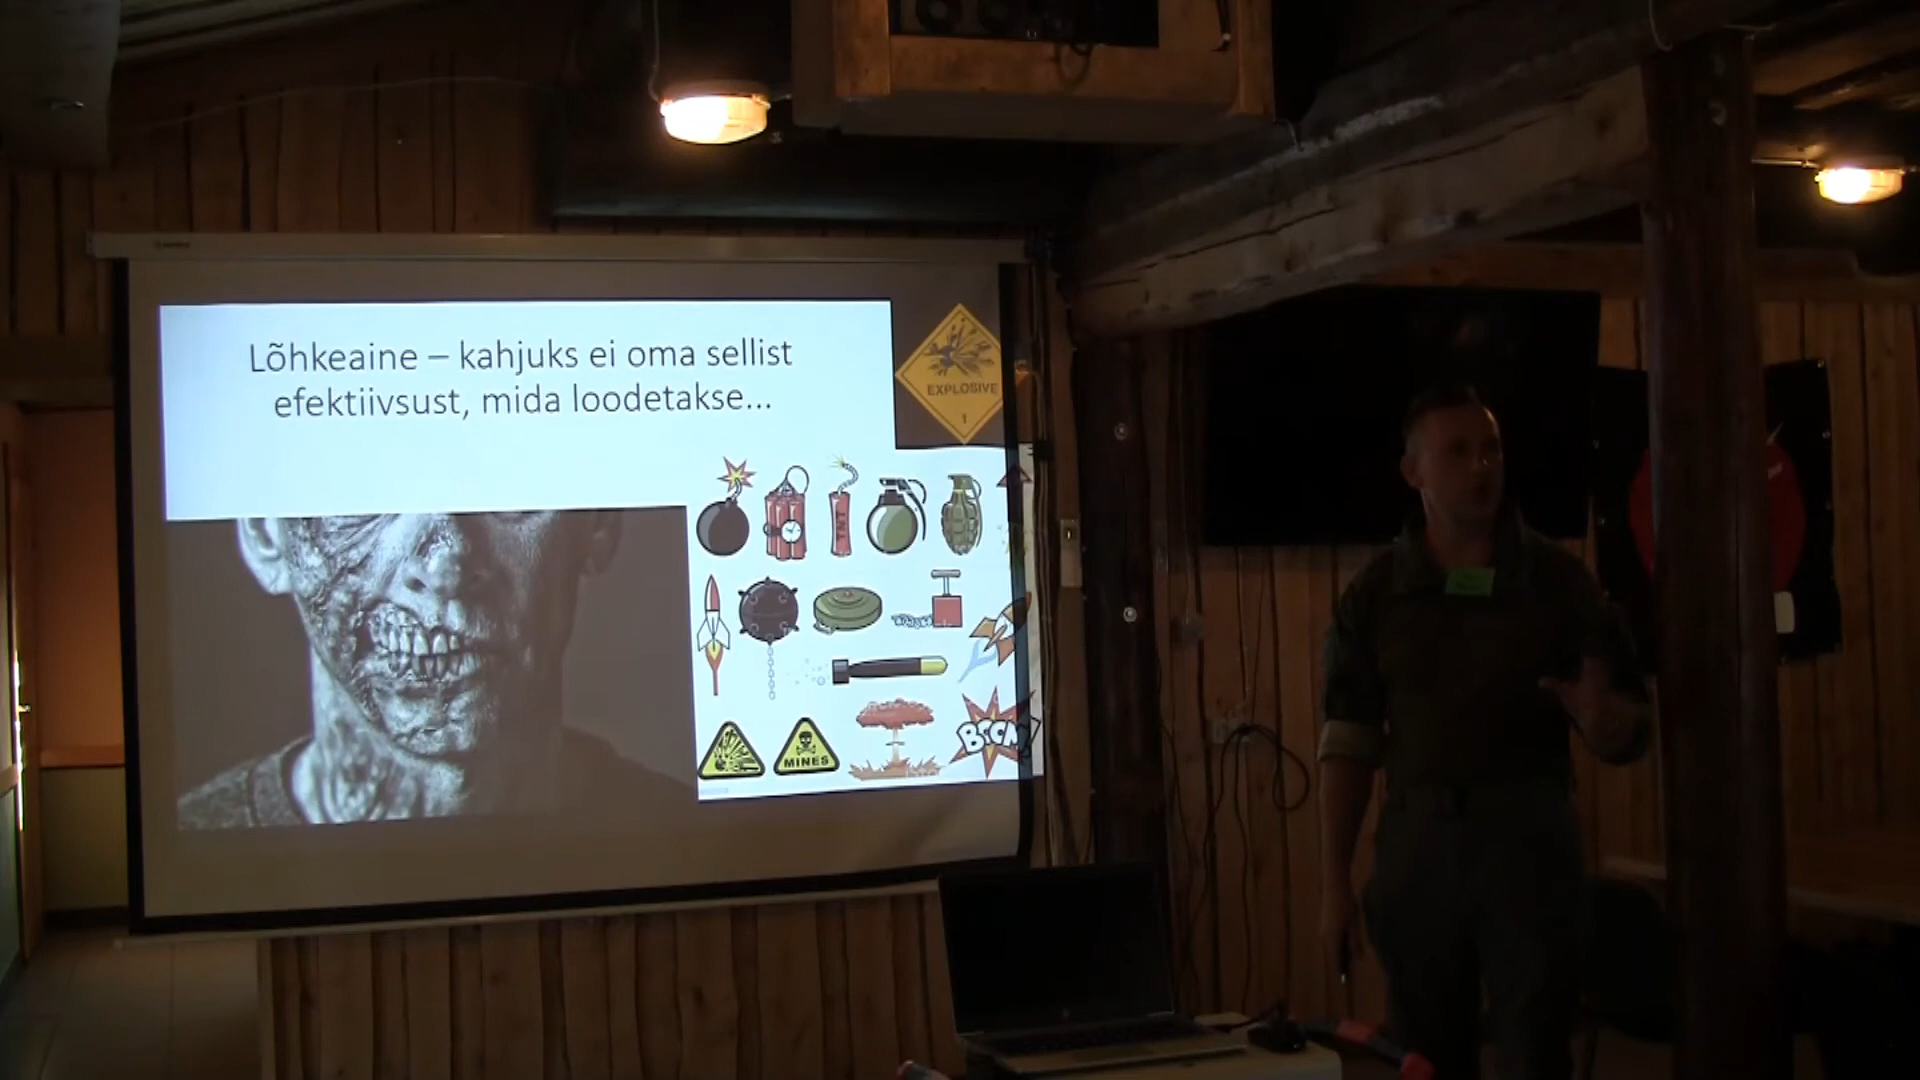 Lõhkeaine – kahjuks ei oma sellist
efektiivsust, mida loodetakse...
EXPLOSIVE
1
TNT
MINES
BOOM!